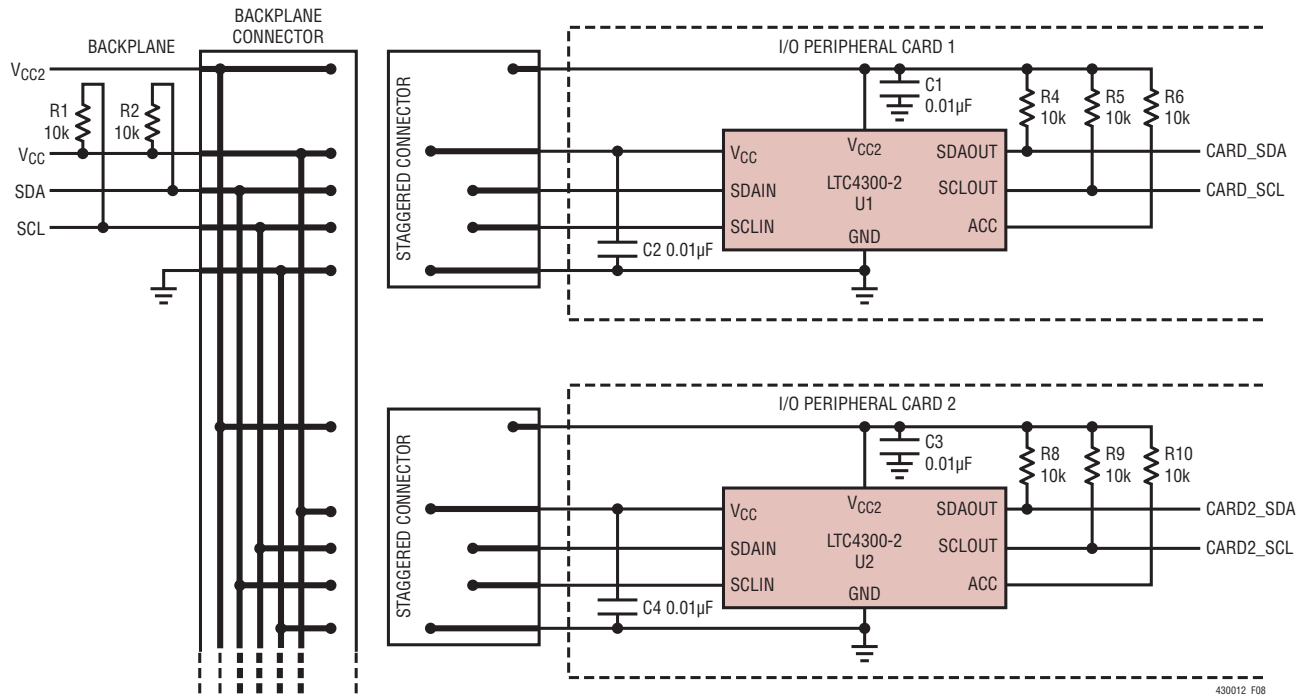 BACKPLANE
BACKPLANE
CONNECTOR
VCC2
R1
10k
R2
10k
VCC
SDA
SCL
STAGGERED CONNECTOR
I/O PERIPHERAL CARD 1
C1
0.01µF
R4
10k
R5
10k
R6
10k
VCC
VCC2
SDAOUT
CARD_SDA
SDAIN
LTC4300-2
U1
SCLOUT
CARD_SCL
SCLIN
GND
ACC
C2 0.01µF
STAGGERED CONNECTOR
I/O PERIPHERAL CARD 2
C3
0.01µF
R8
10k
R9
10k
R10
10k
VCC
VCC2
SDAOUT
CARD2_SDA
SDAIN
LTC4300-2
U2
SCLOUT
CARD2_SCL
SCLIN
GND
ACC
C4 0.01µF
430012 F08